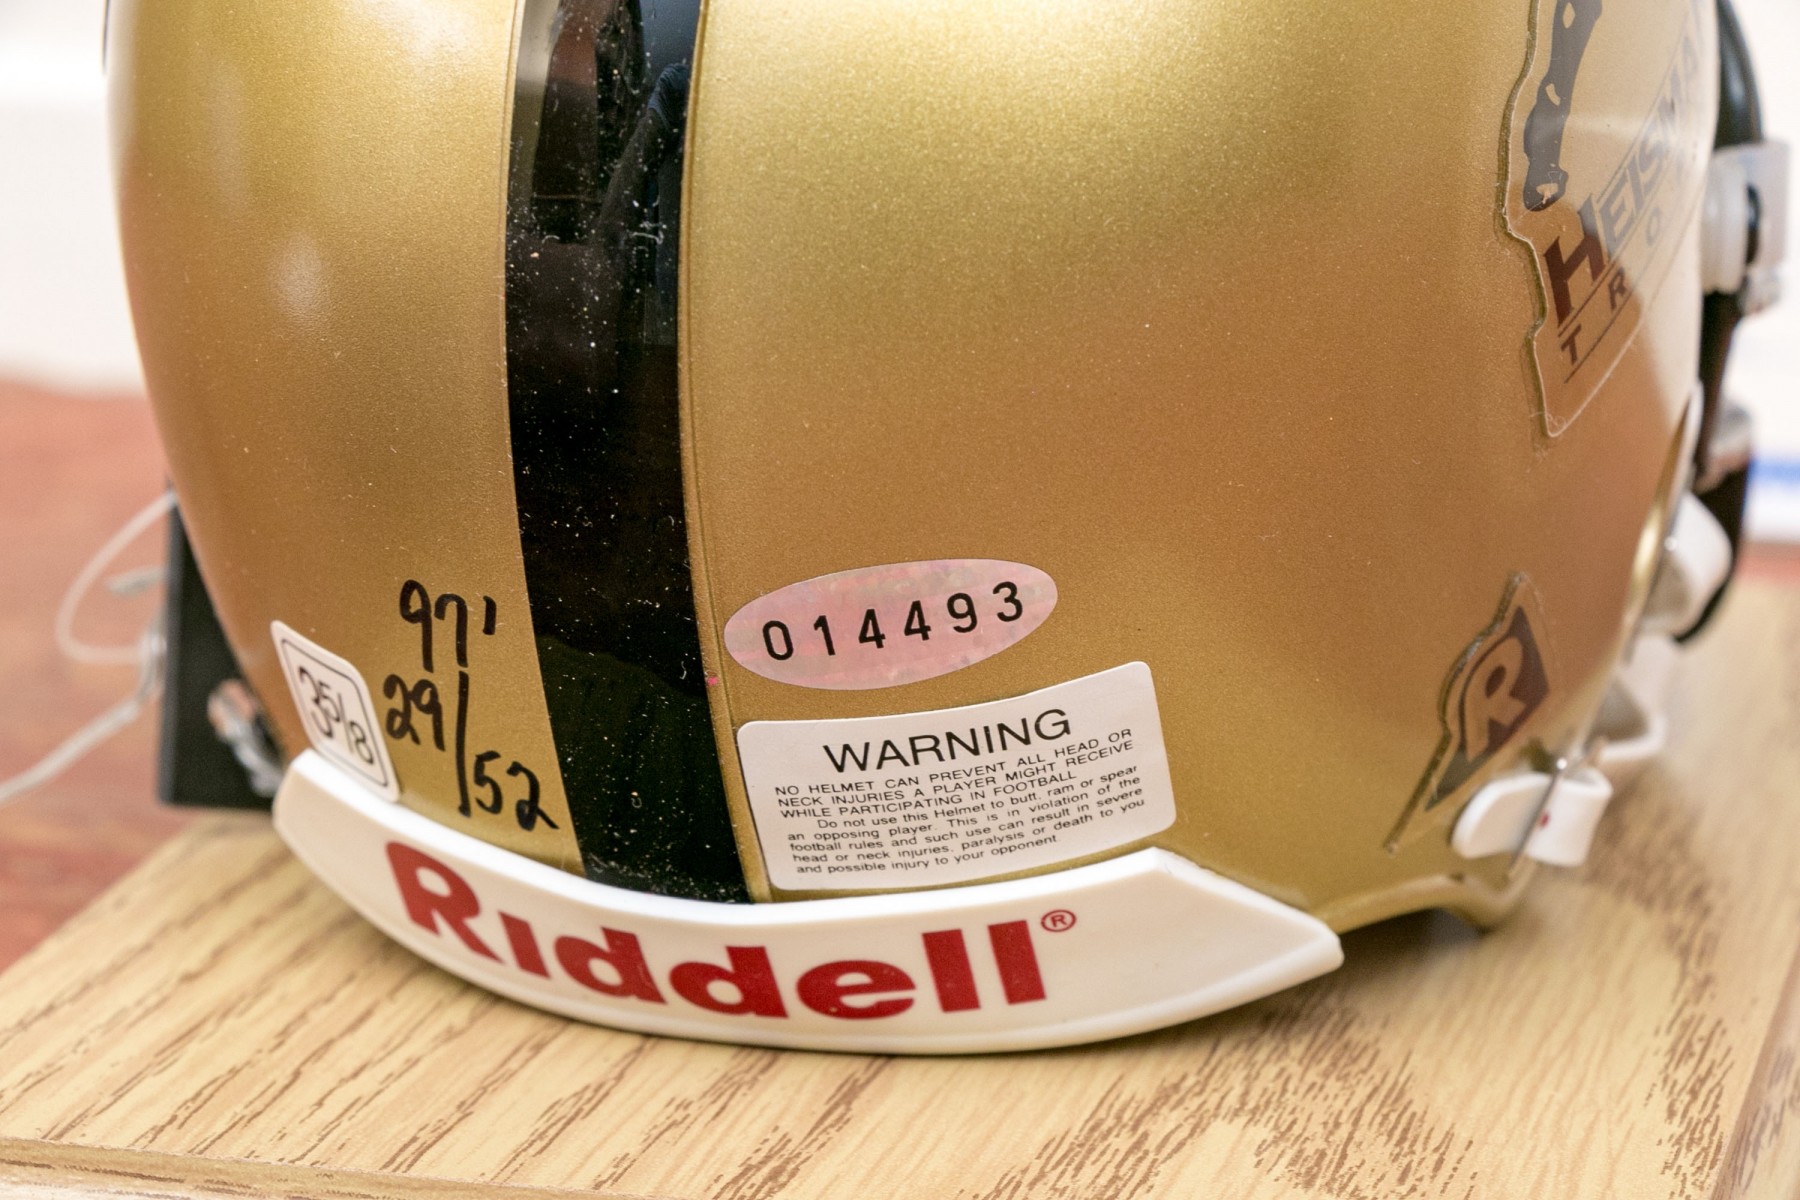 HEISMAN
TRO
97'
29/52
35/8
014493
WARNING
NO HELMET CAN PREVENT ALL HEAD OR
NECK INJURIES A PLAYER MIGHT RECEIVE
WHILE PARTICIPATING IN FOOTBALL
Do not use this Helmet to butt, ram or spear
an opposing player. This is in violation of the
football rules and such use can result in severe
head or neck injuries, paralysis or death to you
and possible injury to your opponent.
R
Riddell®